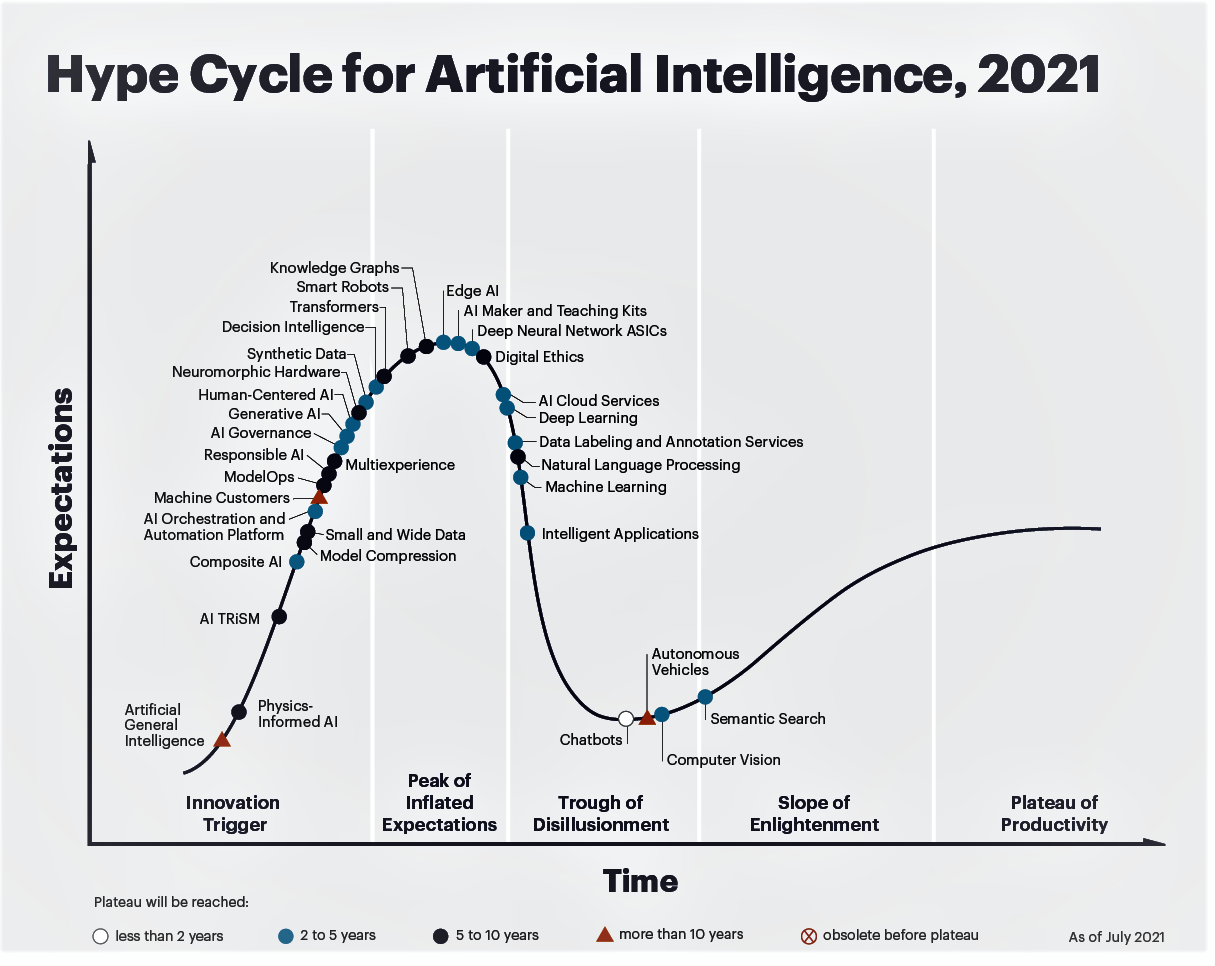 Hype Cycle for Artificial Intelligence, 2021
Expectations
Knowledge Graphs
Smart Robots
Transformers
Decision Intelligence
Synthetic Data
Neuromorphic Hardware
Human-Centered AI
Generative AI
AI Governance
Responsible AI
Multiexperience
ModelOps
Machine Customers
AI Orchestration and
Automation Platform
Small and Wide Data
Model Compression
Composite AI
AI TRiSM
Physics-
Informed AI
Artificial
General
Intelligence
Edge AI
AI Maker and Teaching Kits
Deep Neural Network ASICs
Digital Ethics
AI Cloud Services
Deep Learning
Data Labeling and Annotation Services
Natural Language Processing
Machine Learning
Intelligent Applications
Autonomous
Vehicles
Chatbots
Semantic Search
Computer Vision
Innovation
Trigger
Peak of
Inflated
Expectations
Trough of
Disillusionment
Slope of
Enlightenment
Plateau of
Productivity
Time
Plateau will be reached:
less than 2 years
2 to 5 years
5 to 10 years
more than 10 years
obsolete before plateau
As of July 2021